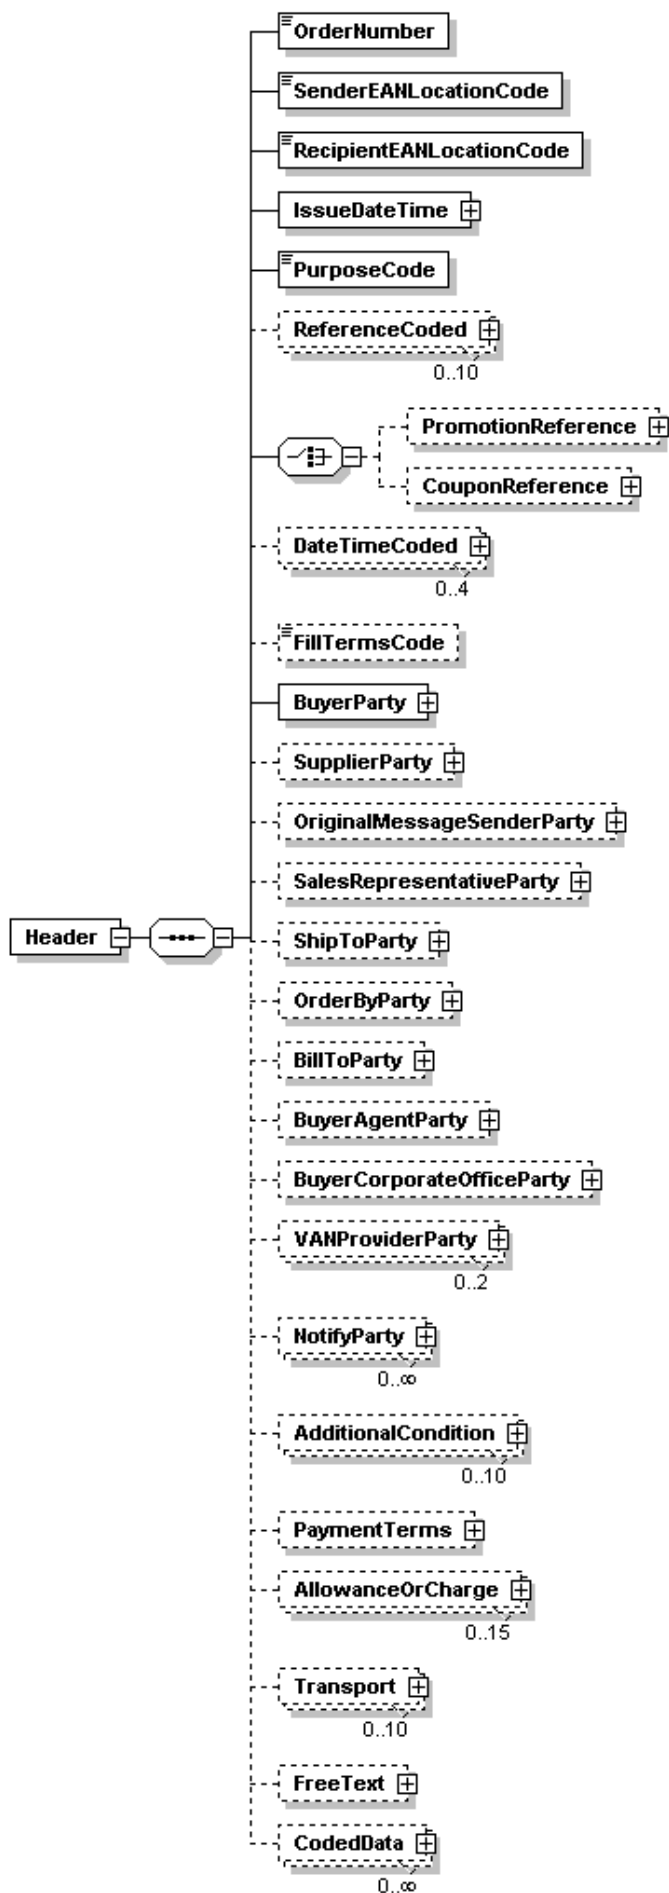 OrderNumber
SenderEANLocationCode
RecipientEANLocationCode
IssueDateTime
PurposeCode
ReferenceCoded
0..10
PromotionReference
CouponReference
DateTimeCoded
0..4
FillTermsCode
BuyerParty
SupplierParty
OriginalMessageSenderParty
SalesRepresentativeParty
Header
ShipToParty
OrderByParty
BillToParty
BuyerAgentParty
BuyerCorporateOfficeParty
VANProviderParty
0..2
NotifyParty
0..∞
AdditionalCondition
0..10
PaymentTerms
AllowanceOrCharge
0..15
Transport
0..10
FreeText
CodedData
0..∞